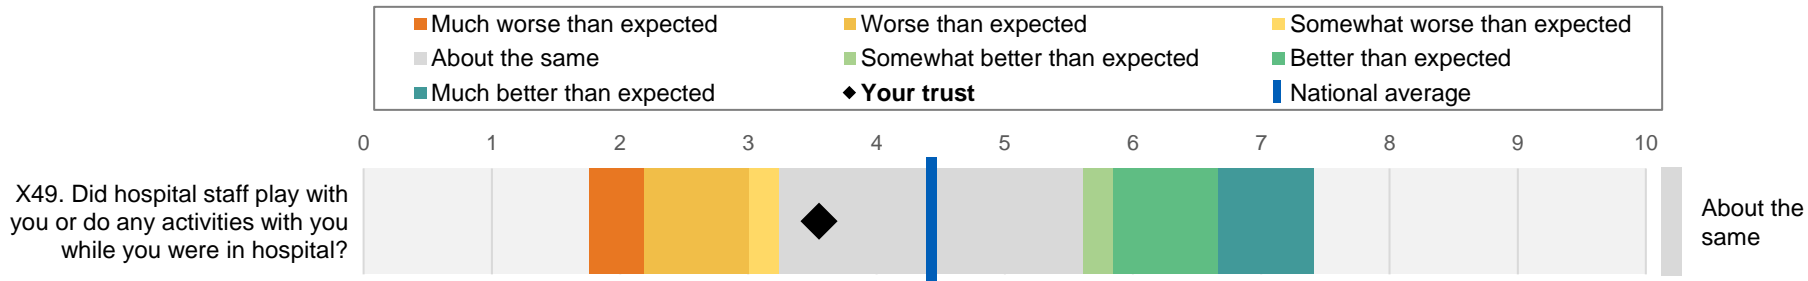 Much worse than expected
Worse than expected
Somewhat worse than expected
About the same
Somewhat better than expected
Better than expected
Much better than expected
Your trust
National average
0 1 2 3 4 5 6 7 8 9 10
X49. Did hospital staff play with
you or do any activities with you
while you were in hospital?
About the
same